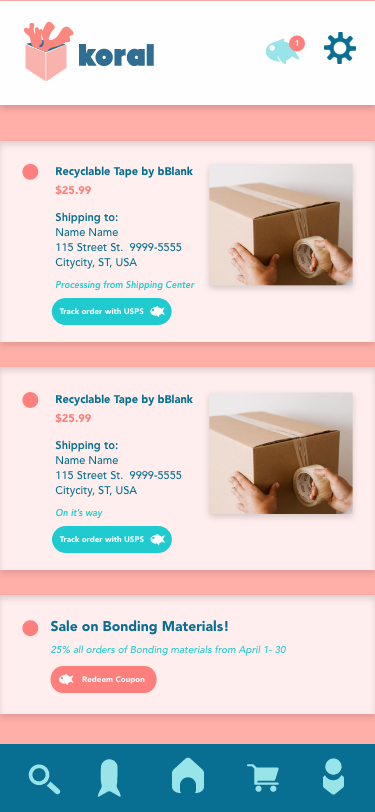 koral
1
Recyclable Tape by bBlank
$25.99
Shipping to:
Name Name
115 Street St.  9999-5555
Citycity, ST, USA
Processing from Shipping Center
Track order with USPS
Recyclable Tape by bBlank
$25.99
Shipping to:
Name Name
115 Street St.  9999-5555
Citycity, ST, USA
On it's way
Track order with USPS
Sale on Bonding Materials!
25% all orders of Bonding materials from April 1- 30
Redeem Coupon